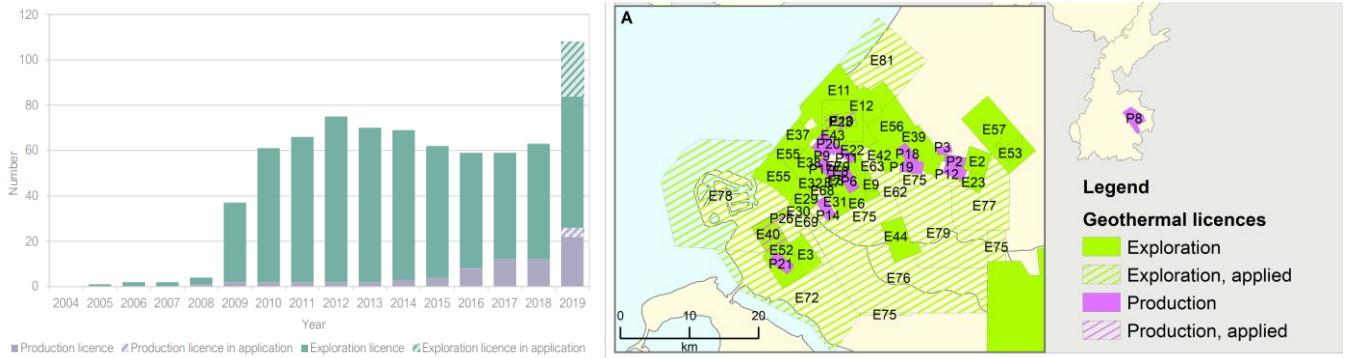 120
100
80
60
40
20
0
Number
2004 2005 2006 2007 2008 2009 2010 2011 2012 2013 2014 2015 2016 2017 2018 2019
Year
Production licence Production licence in application Exploration licence Exploration licence in application
A
E81
E11
E12
E56
E57
E37
E43
E39
E53
P20
P3
E55
P9
E22
P11
E42
P18
P2
E2
E63
P19
P12
E55
E75
E23
E32
P6
E9
E78
E68
E62
E29
E31
E6
E77
E30
P14
E75
E69
E40
E44
E79
E75
E52
E3
P21
E76
E72
E75
0 10 20
km
P8
Legend
Geothermal licences
Exploration
Exploration, applied
Production
Production, applied